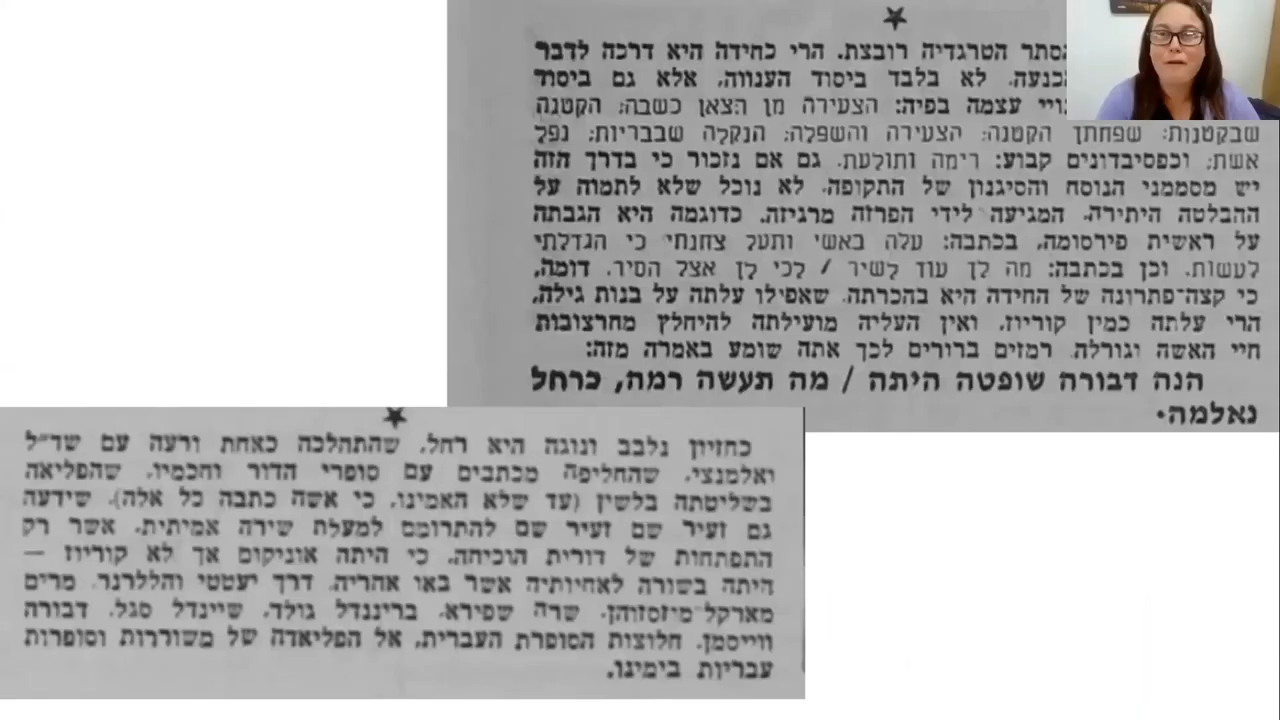 הסתר הטרגדיה רובצת. הרי כחידה היא דרכה לדבר
הכנעה. לא בלבד ביסוד הענווה, אלא גם ביסוד
עצמה בפיה: הצעירה מן הצאן כשבה; הקטנה
שבקטנות; שפחתן הקטנה; הצעירה והשפלה; הנקלה שבבריות; נפל
אשת; וכפסיבדונים קבוע: רימה ותולעת. גם אם נזכור כי בדרך הזה
יש מסממני הנוסח והסיגנון של התקופה, לא נוכל שלא לתמוה על
ההבלטה היתירה, המגיעה לידי הפרזה מרגיזה. כדוגמה היא הגבתה
על ראשית פירסומה, בכתבה: עלה באשי ותעל צחנתי כי הגדלתי
לעשות. וכן בכתבה: מה לך עוד לשיר / לכי לך אצל הסיר. דומה,
כי קצה־פתרונה של החידה היא בהכרתה, שאפילו עלתה על בנות גילה,
הרי עלתה כמין קוריוז, ואין העליה מועילתה להיחלץ מחרצובות
חיי האשה וגורלה. רמזים ברורים לכך אתה שומע באמרה מזה:
הנה דבורה שופטה היתה / מה תעשה רמה, כרחל
נאלמה.
כחזיון נלבב ונוגה היא רחל, שהתהלכה כאחת ורעה עם שד"ל
ואלמנצי, שהחליפה מכתבים עם סופרי הדור וחכמיו, שהפליאה
בשליטתה בלשון (עד שלא האמינו, כי אשה כתבה כל אלה), שידעה
גם זעיר שם זעיר שם להתרומם למעלת שירה אמיתית, אשר רק
התפתחות של דורית הוכיחה, כי היתה אוניקום אך לא קוריוז —
היתה בשורה לאחיותיה אשר באו אחריה, דרך יעטטי והללרנר, מרים
מארקל־מוזסזוהן, שרה שפירא, ברינגדל גולד, שיינדל סגל, דבורה
ווייסמן, חלוצות הסופרת העברית, אל הפליאדה של משוררות וסופרות
עבריות בימינו.